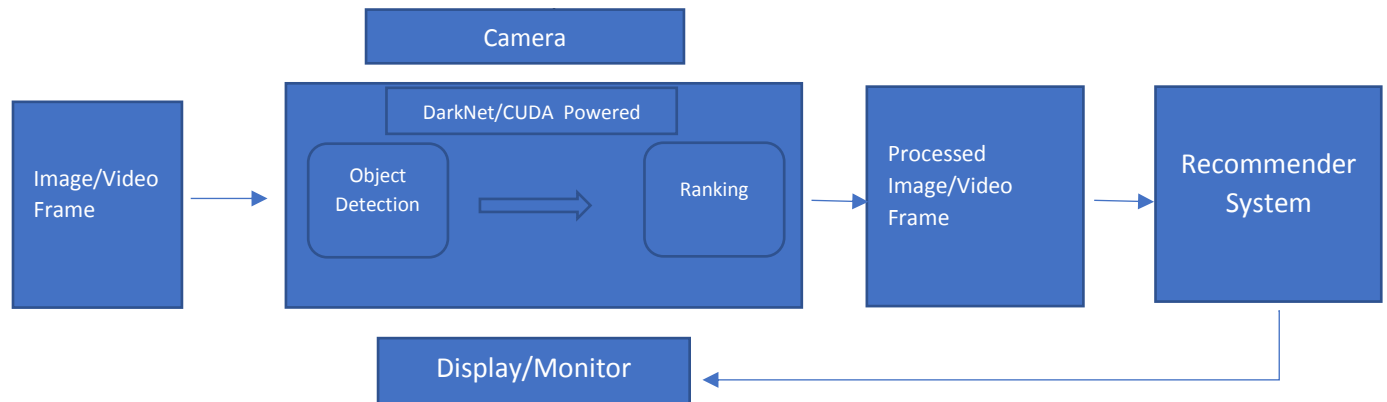 Camera
DarkNet/CUDA Powered
Image/Video
Frame
Object
Detection
Ranking
Processed
Image/Video
Frame
Recommender
System
Display/Monitor